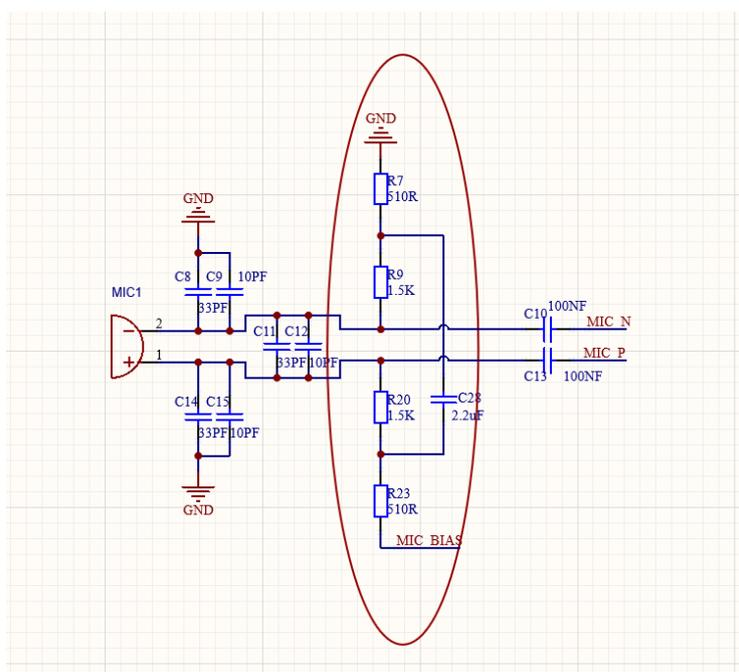 GND
R7
510R
GND
C8 C9 10PF
R9
1.5K
MIC1
33PF
100NF
C10
MIC_N
2
C11 C12
1
33PF 10PF
MIC_P
C13 100NF
C14 C15
R20
1.5K
C28
2.2uF
33PF 10PF
R23
510R
GND
MIC_BIAS